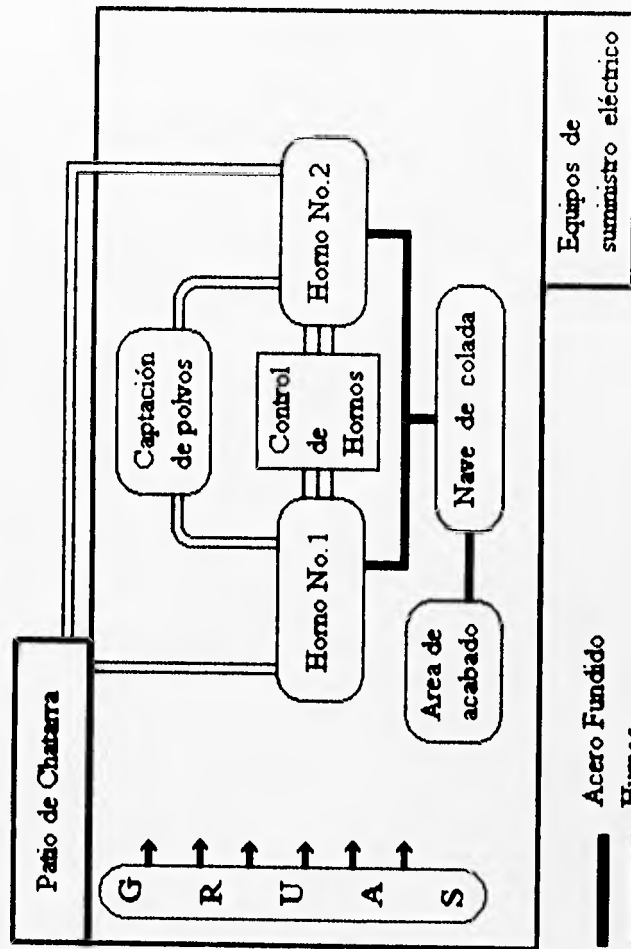 Patio de Chatarra
G
R
U
A
S
Captación
de polvos
Horno No.1
Control
de
Hornos
Horno No.2
Area de
acabado
Nave de colada
Equipos de
suministro eléctrico
Acero Fundido